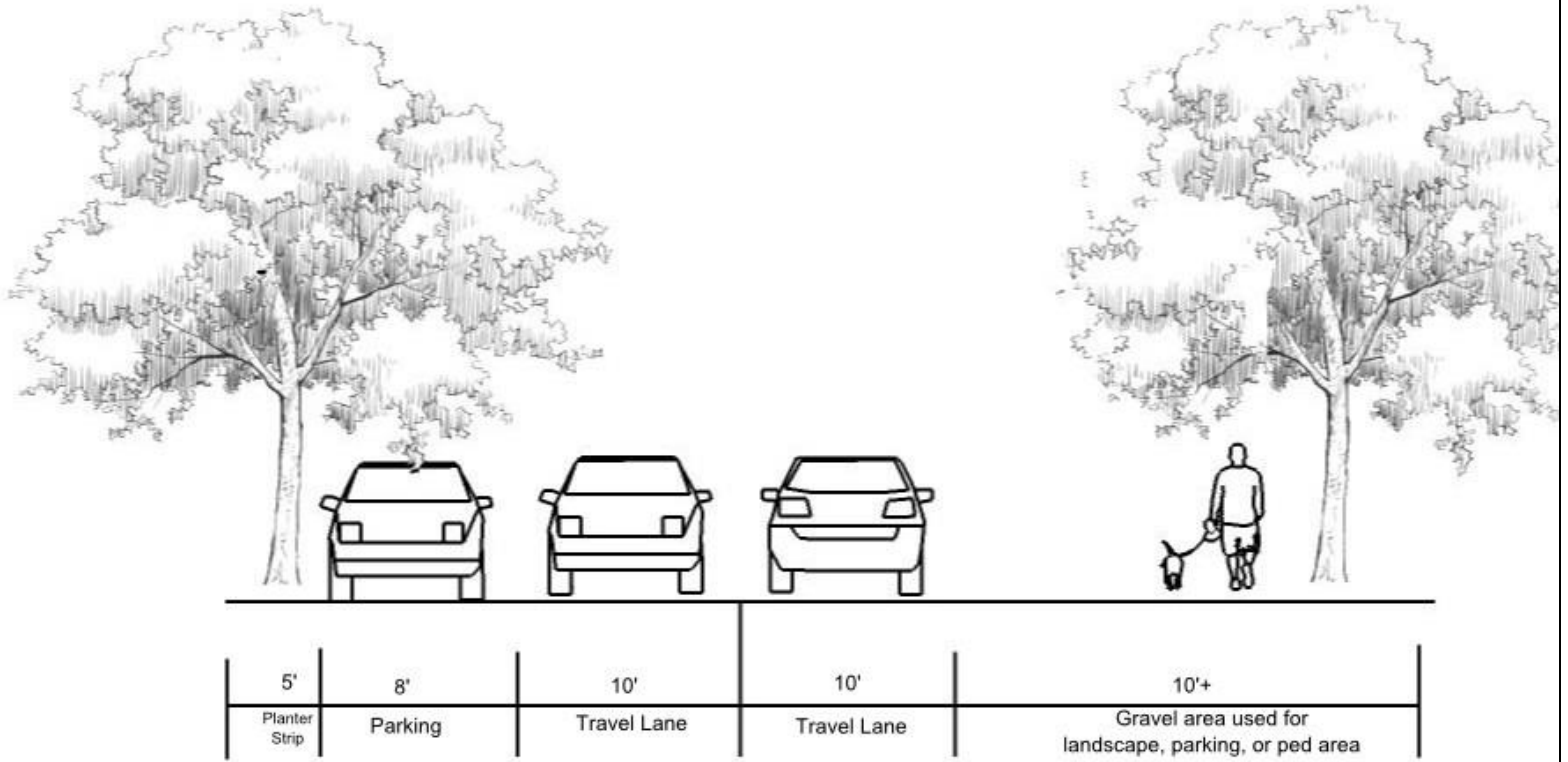 5'
8'
10'
10'
10'+
Planter
Strip
Parking
Travel Lane
Travel Lane
Gravel area used for
landscape, parking, or ped area